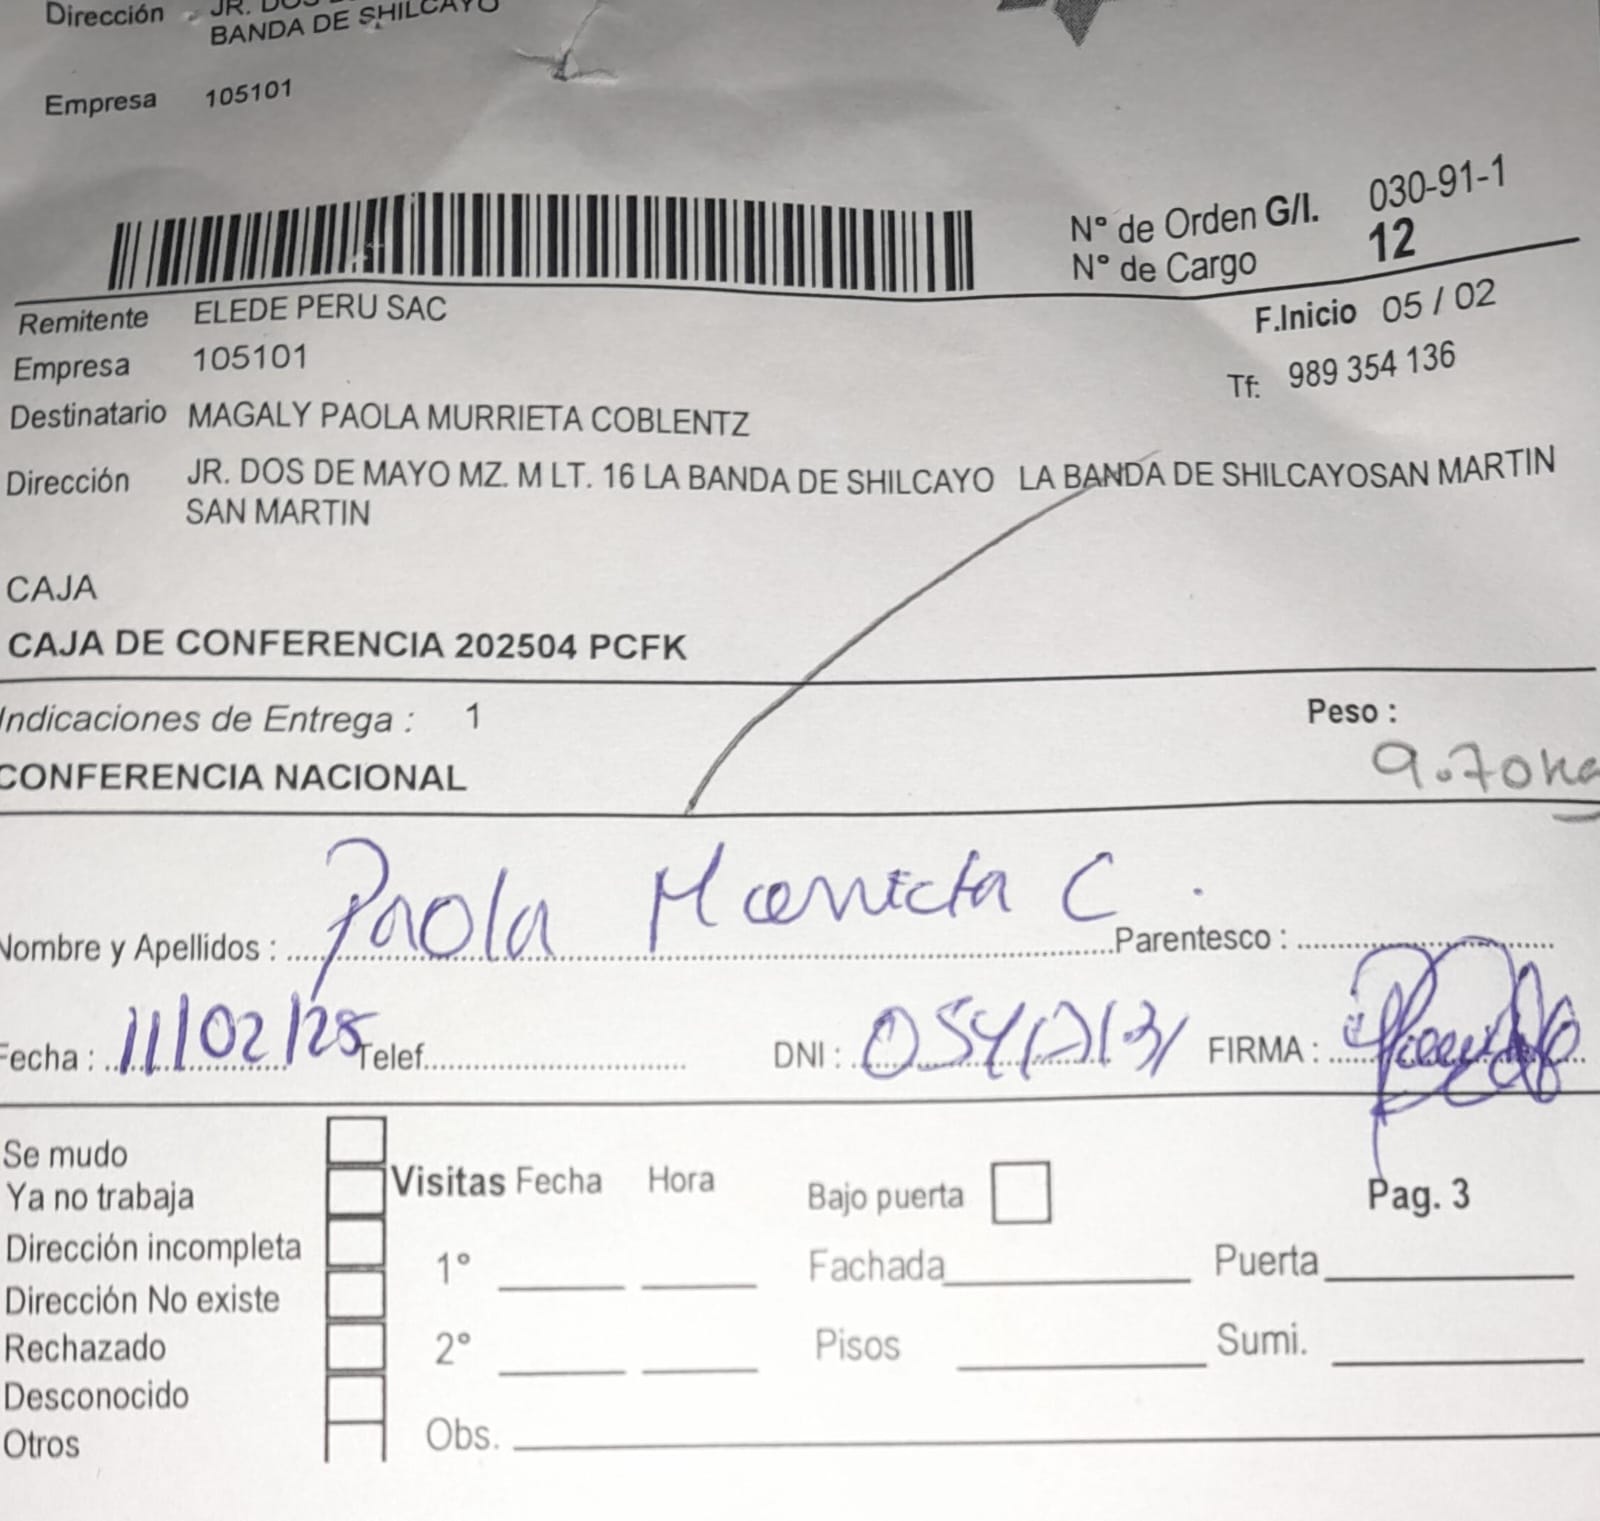 Dirección JR. DOS
BANDA DE SHILCAYO
Empresa 105101
N° de Orden G/I. 030-91-1
N° de Cargo 12
Remitente ELEDE PERU SAC
F.Inicio 05 / 02
Empresa 105101
Tf: 989 354 136
Destinatario MAGALY PAOLA MURRIETA COBLENTZ
Dirección JR. DOS DE MAYO MZ. M LT. 16 LA BANDA DE SHILCAYO LA BANDA DE SHILCAYOSAN MARTIN
SAN MARTIN
CAJA
CAJA DE CONFERENCIA 202504 PCFK
Indicaciones de Entrega : 1 Peso :
CONFERENCIA NACIONAL 9.70kg
Nombre y Apellidos : Paola Murrieta C. Parentesco :
Fecha : 11/02/25 Telef. DNI : FIRMA :
Se mudo
Ya no trabaja
Dirección incompleta
Dirección No existe
Rechazado
Desconocido
Otros
Visitas Fecha Hora
1°
2°
Obs.
Bajo puerta
Fachada
Pisos
Pag. 3
Puerta
Sumi.